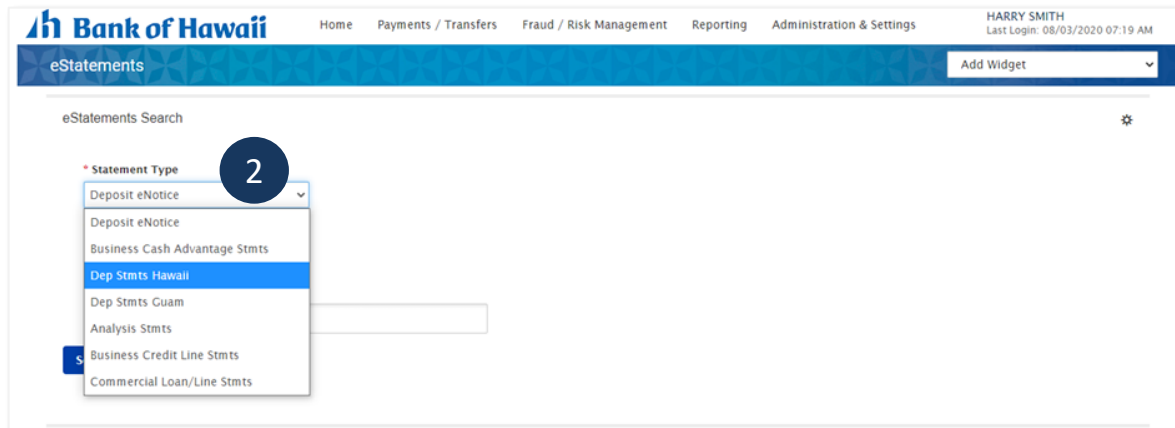 Bank of Hawaii Home Payments / Transfers Fraud / Risk Management Reporting Administration & Settings HARRY SMITH
Last Login: 08/03/2020 07:19 AM
eStatements Add Widget
eStatements Search
* Statement Type
2
Deposit eNotice
Deposit eNotice
Business Cash Advantage Stmts
Dep Stmts Hawaii
Dep Stmts Guam
Analysis Stmts
Business Credit Line Stmts
Commercial Loan/Line Stmts